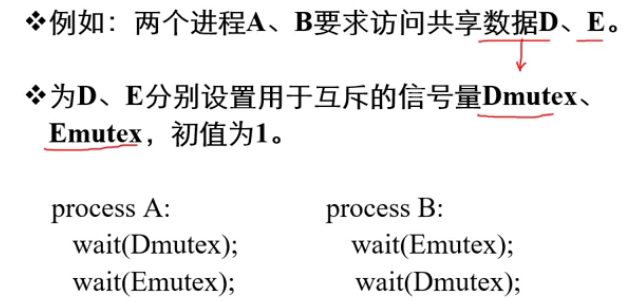 ❖例如：两个进程A、B要求访问共享数据D、E。
❖为D、E分别设置用于互斥的信号量Dmutex、
Emutex，初值为1。
process A: process B:
wait(Dmutex); wait(Emutex);
wait(Emutex); wait(Dmutex);